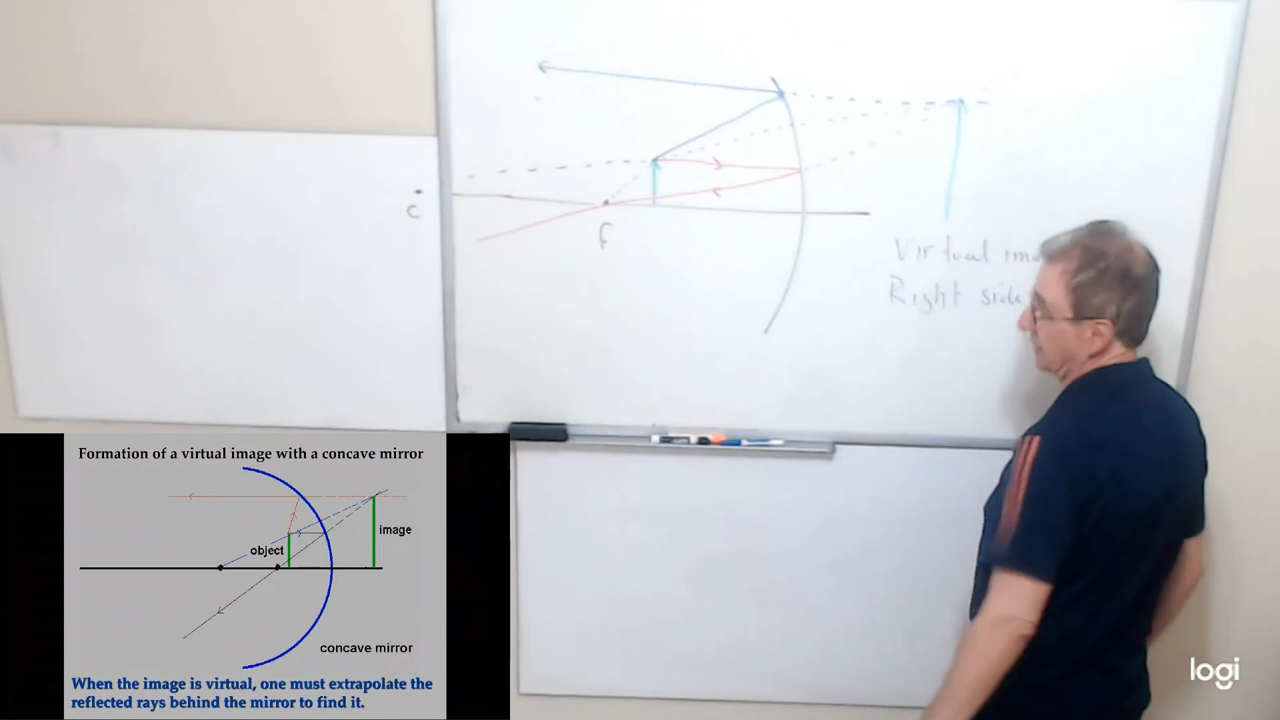 C
F
Virtual
Right side
Formation of a virtual image with a concave mirror
object
image
concave mirror
When the image is virtual, one must extrapolate the
reflected rays behind the mirror to find it.
logi